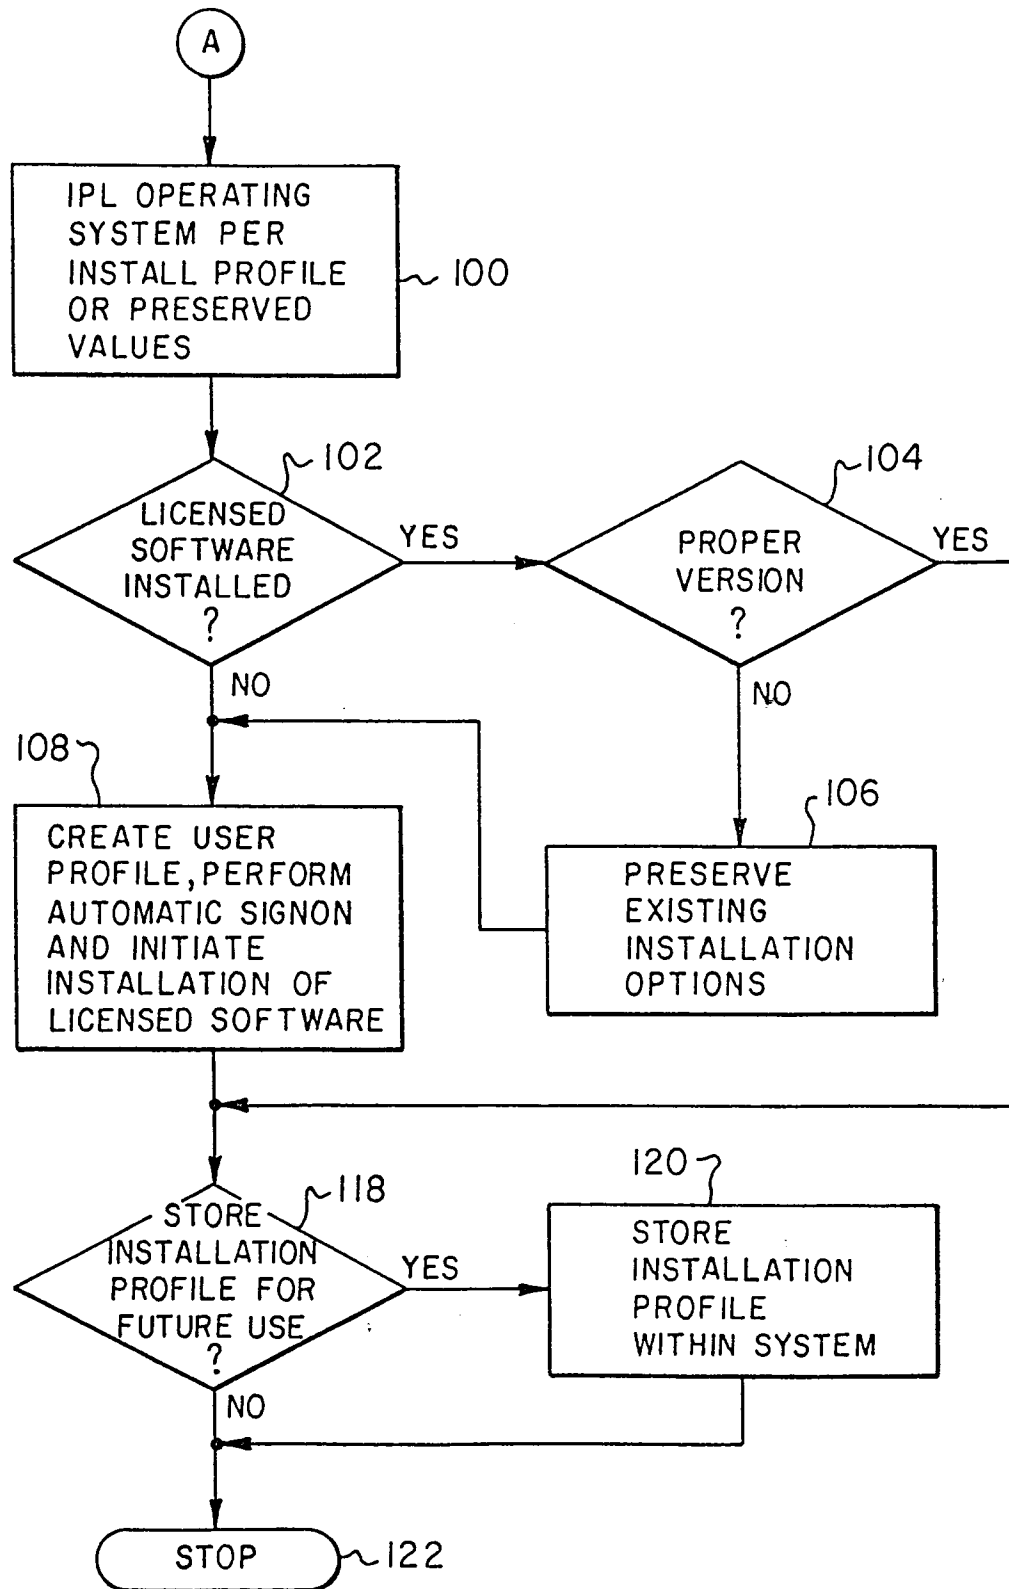 A
IPL OPERATING
SYSTEM PER
INSTALL PROFILE
OR PRESERVED
VALUES
100
102
LICENSED
SOFTWARE
INSTALLED
?
YES
NO
104
PROPER
VERSION
?
YES
NO
106
PRESERVE
EXISTING
INSTALLATION
OPTIONS
108
CREATE USER
PROFILE, PERFORM
AUTOMATIC SIGNON
AND INITIATE
INSTALLATION OF
LICENSED SOFTWARE
118
STORE
INSTALLATION
PROFILE FOR
FUTURE USE
?
YES
NO
120
STORE
INSTALLATION
PROFILE
WITHIN SYSTEM
STOP
122